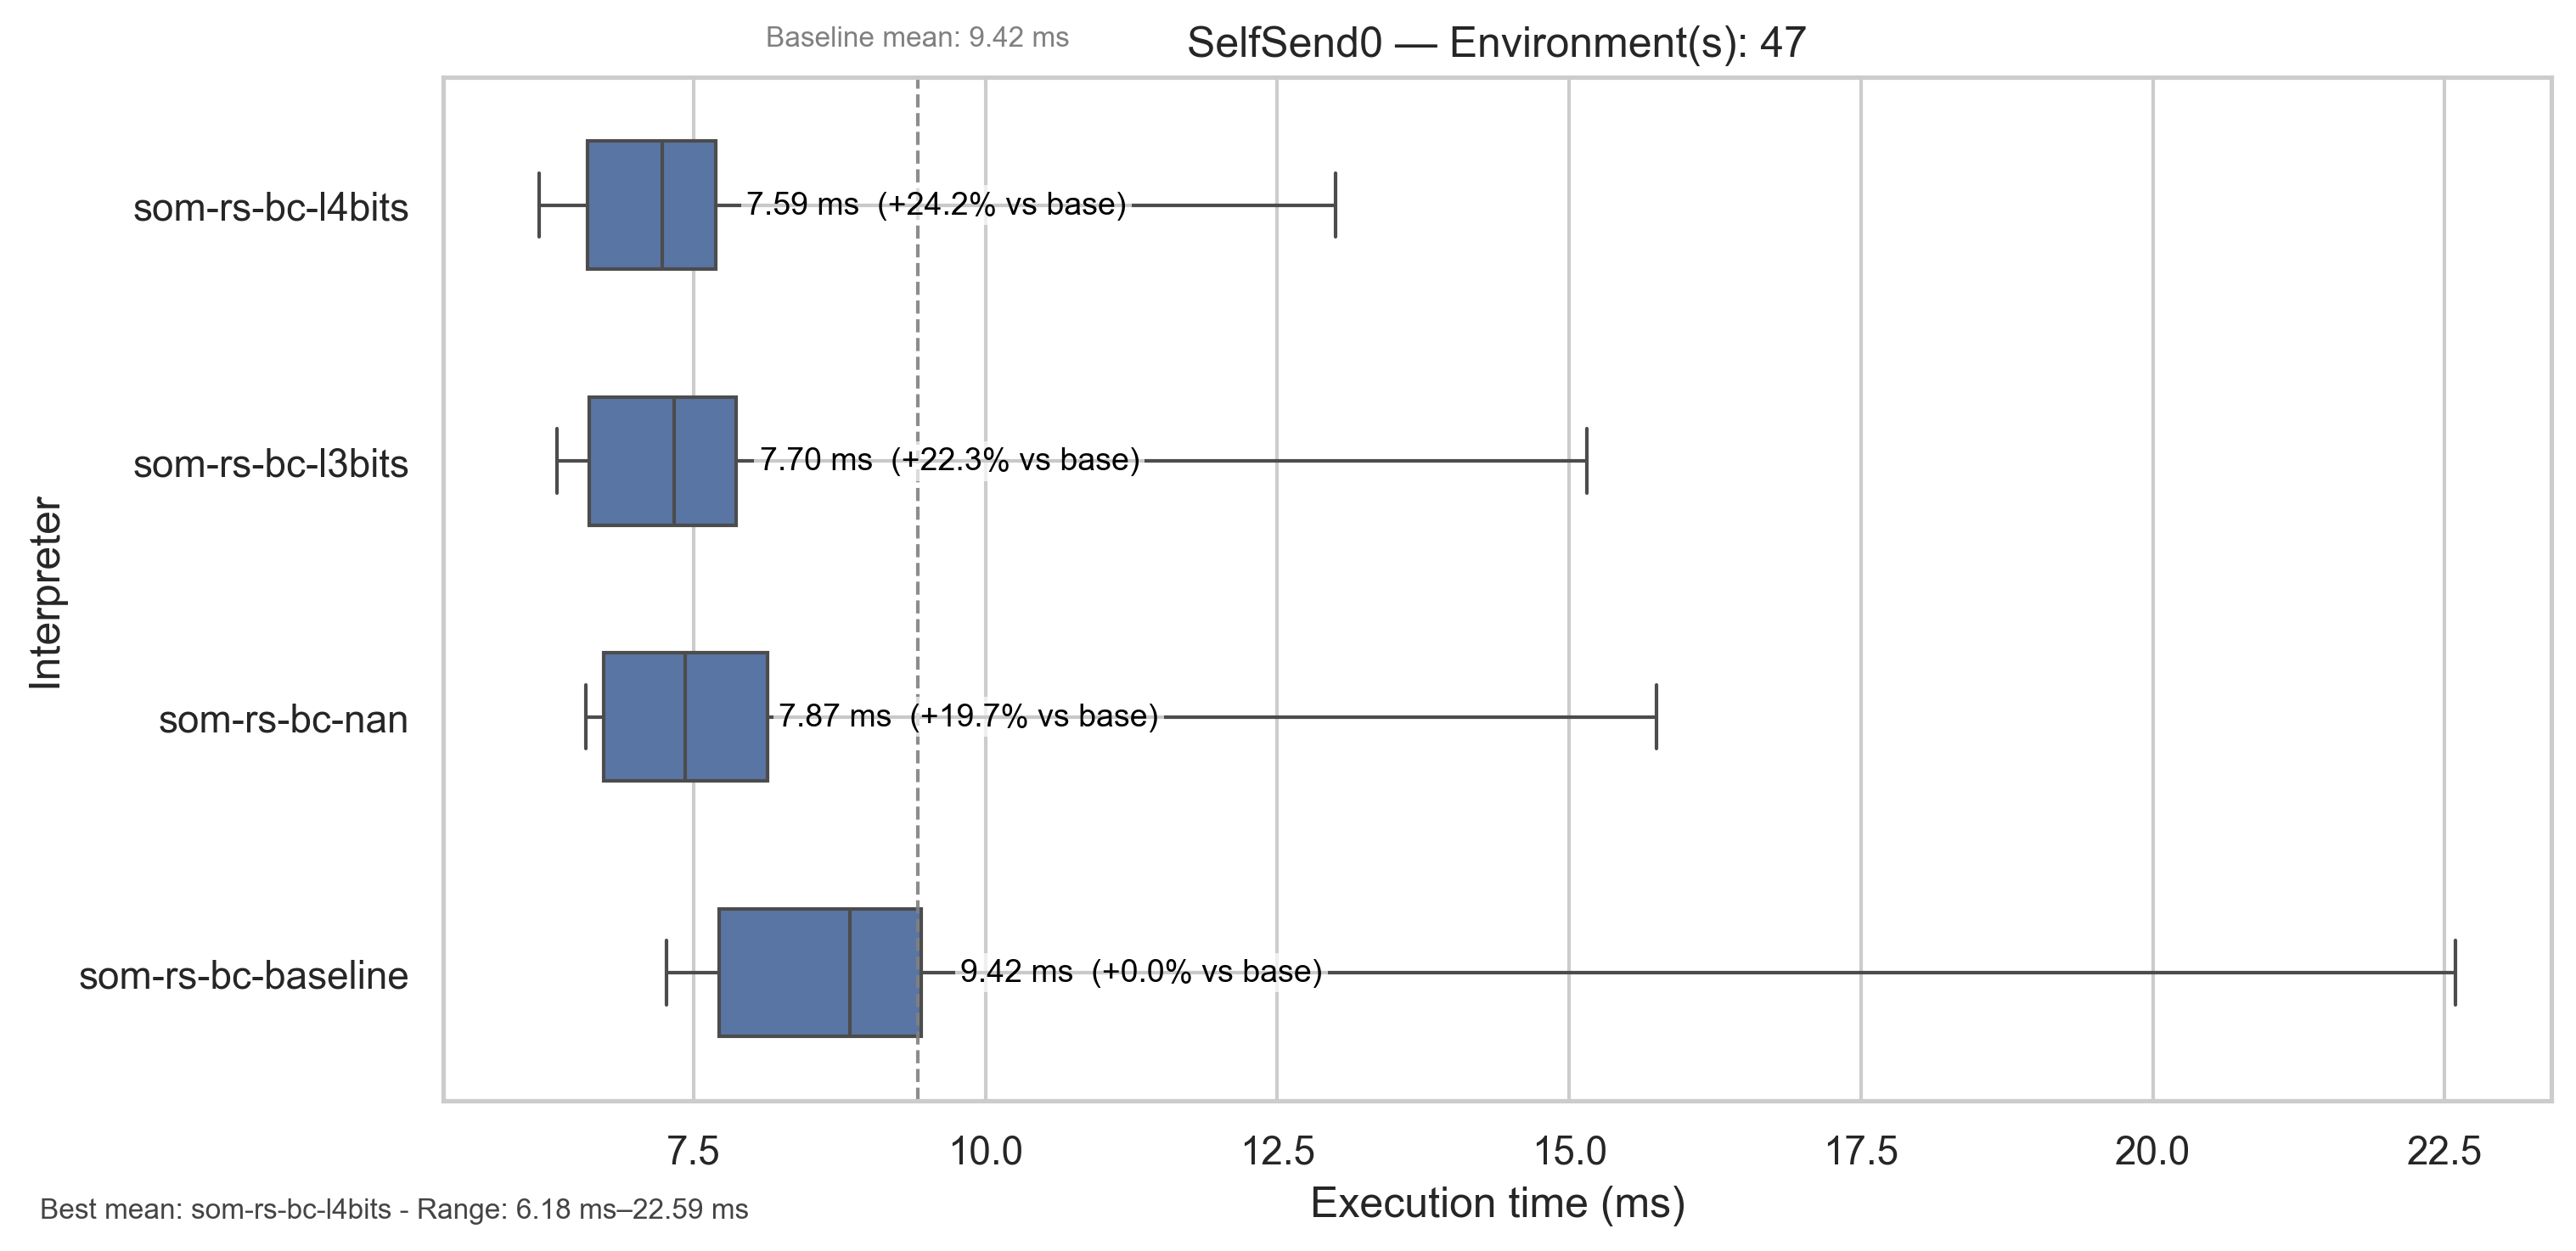 Baseline mean: 9.42 ms
SelfSend0 — Environment(s): 47
Interpreter
som-rs-bc-l4bits
7.59 ms (+24.2% vs base)
som-rs-bc-l3bits
7.70 ms (+22.3% vs base)
som-rs-bc-nan
7.87 ms (+19.7% vs base)
som-rs-bc-baseline
9.42 ms (+0.0% vs base)
7.5 10.0 12.5 15.0 17.5 20.0 22.5
Execution time (ms)
Best mean: som-rs-bc-l4bits - Range: 6.18 ms–22.59 ms